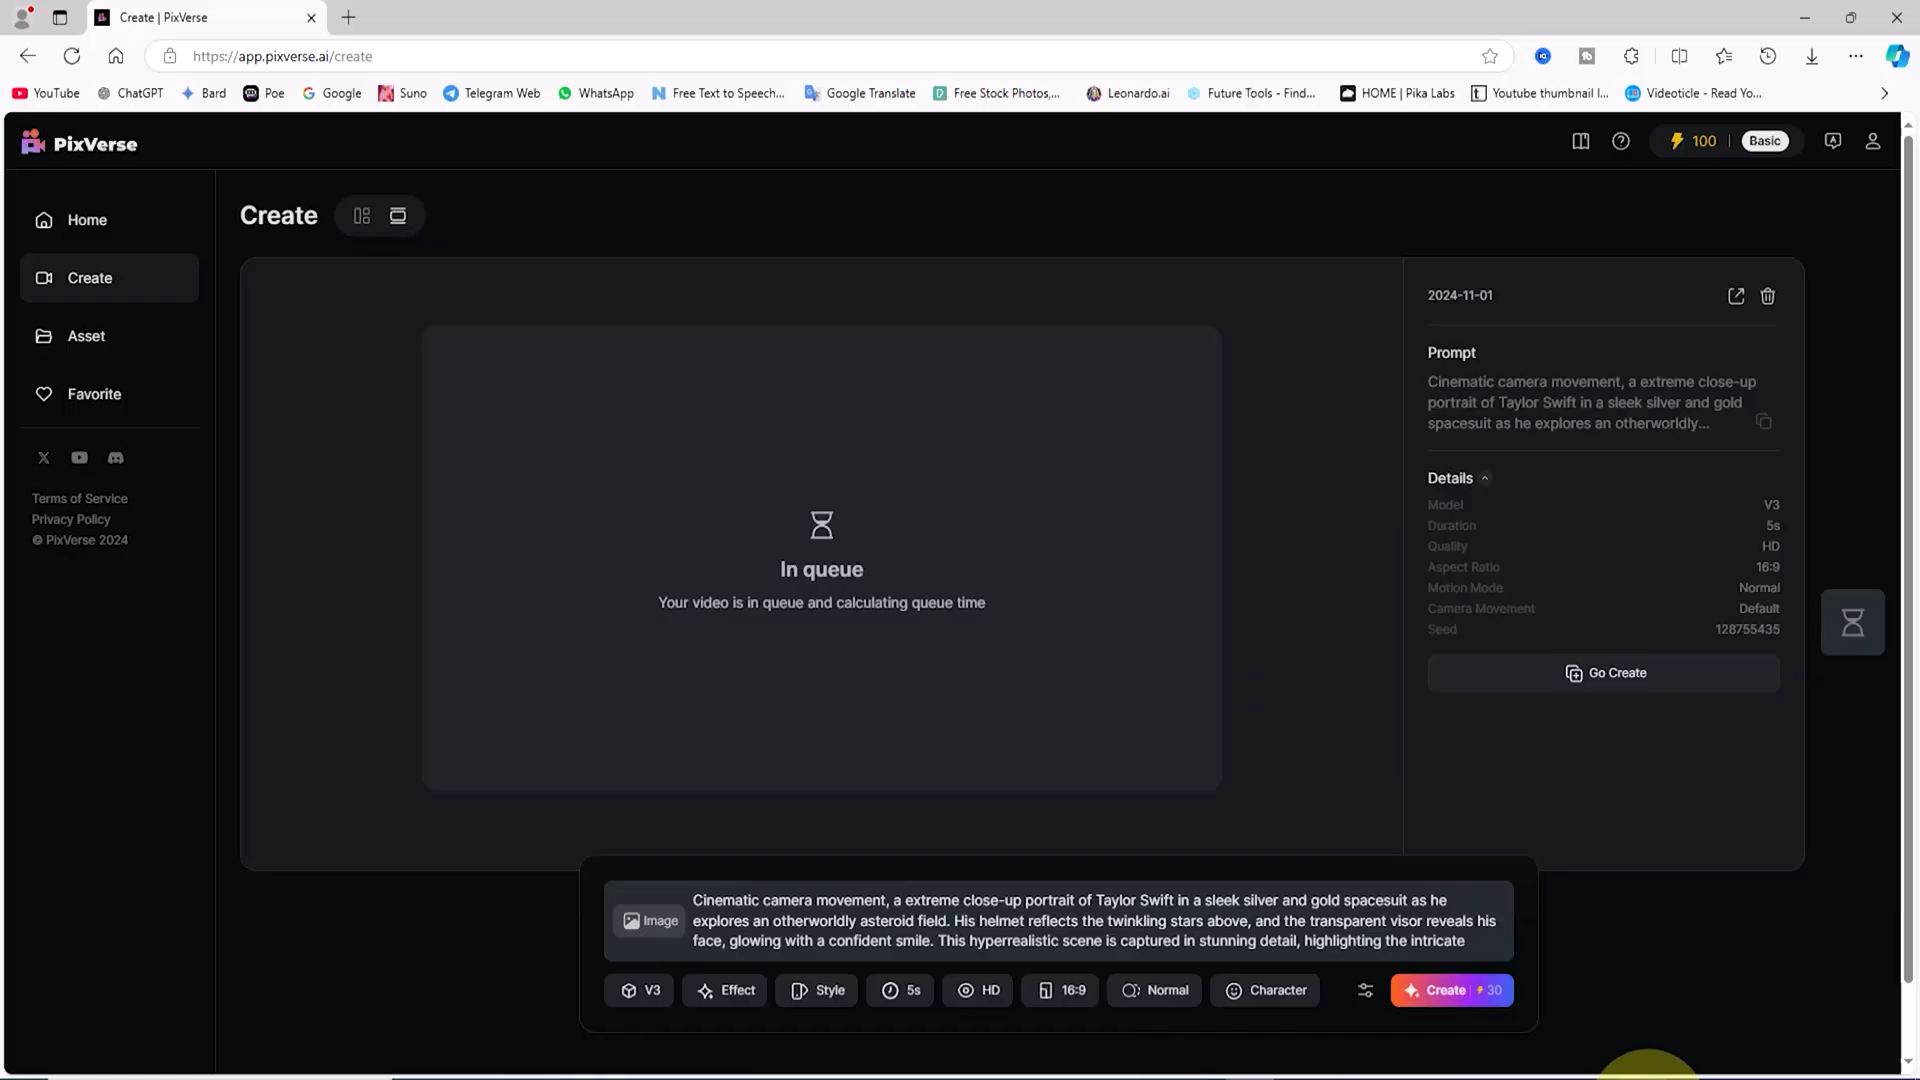 Create | PixVerse
https://app.pixverse.ai/create
YouTube ChatGPT Bard Poe Google Suno Telegram Web WhatsApp Free Text to Speech... Google Translate Free Stock Photos,... Leonardo.ai Future Tools - Find... HOME | Pika Labs Youtube thumbnail I... Videoticle - Read Yo...
PixVerse
100 | Basic
Home
Create
Asset
Favorite
Terms of Service
Privacy Policy
© PixVerse 2024
Create
In queue
Your video is in queue and calculating queue time
2024-11-01
Prompt
Cinematic camera movement, a extreme close-up
portrait of Taylor Swift in a sleek silver and gold
spacesuit as he explores an otherworldly...
Details
Model V3
Duration 5s
Quality HD
Aspect Ratio 16:9
Motion Mode Normal
Camera Movement Default
Seed 128755435
Go Create
Image
Cinematic camera movement, a extreme close-up portrait of Taylor Swift in a sleek silver and gold spacesuit as he
explores an otherworldly asteroid field. His helmet reflects the twinkling stars above, and the transparent visor reveals his
face, glowing with a confident smile. This hyperrealistic scene is captured in stunning detail, highlighting the intricate
V3 Effect Style 5s HD 16:9 Normal Character Create 30